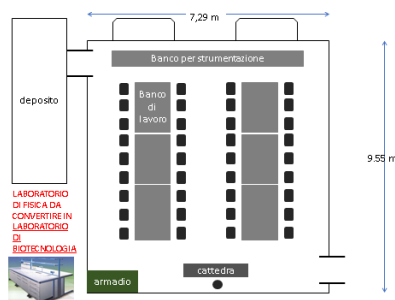 7,29 m
Banco per strumentazione
deposito
Banco
di
lavoro
9.55 m
LABORATORIO
DI FISICA DA
CONVERTIRE IN
LABORATORIO
DI
BIOTECNOLOGIA
cattedra
armadio